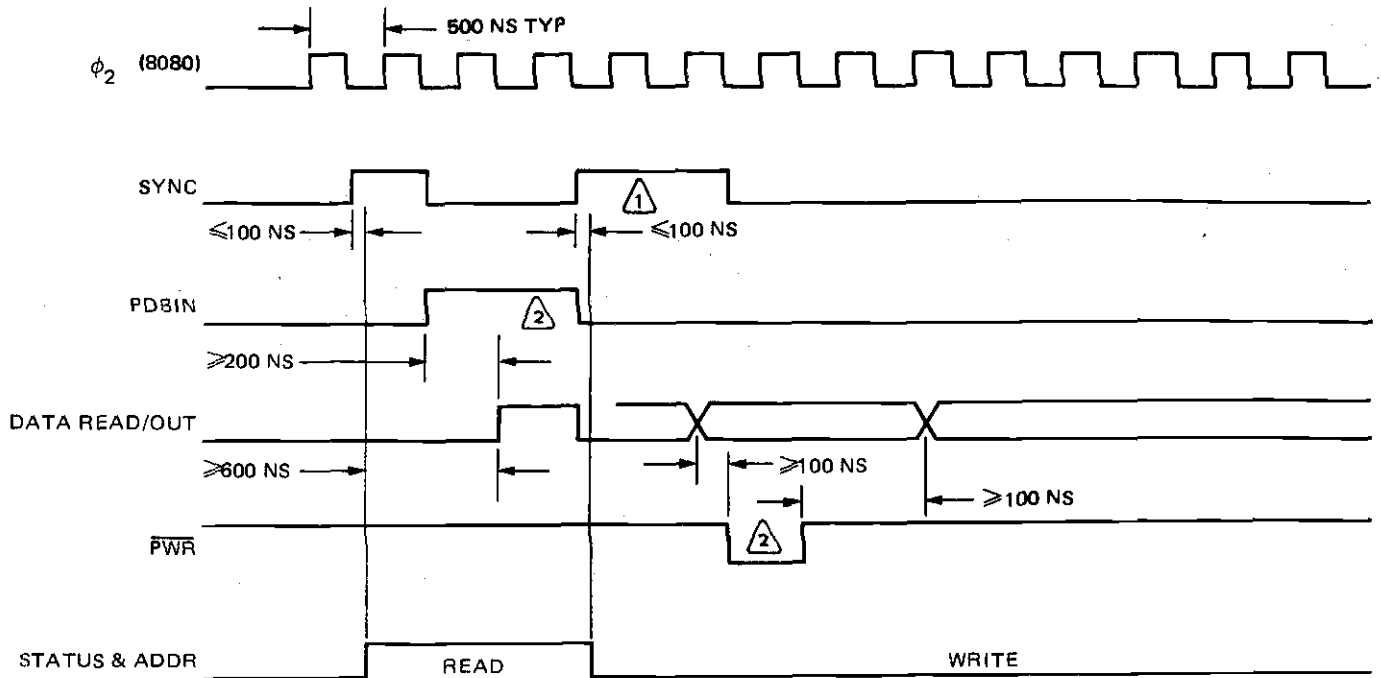 500 NS TYP
ϕ2 (8080)
SYNC
1
≤100 NS
≤100 NS
PDBIN
2
≥200 NS
DATA READ/OUT
≥600 NS
≥100 NS
≥100 NS
PWR
2
STATUS & ADDR
READ
WRITE